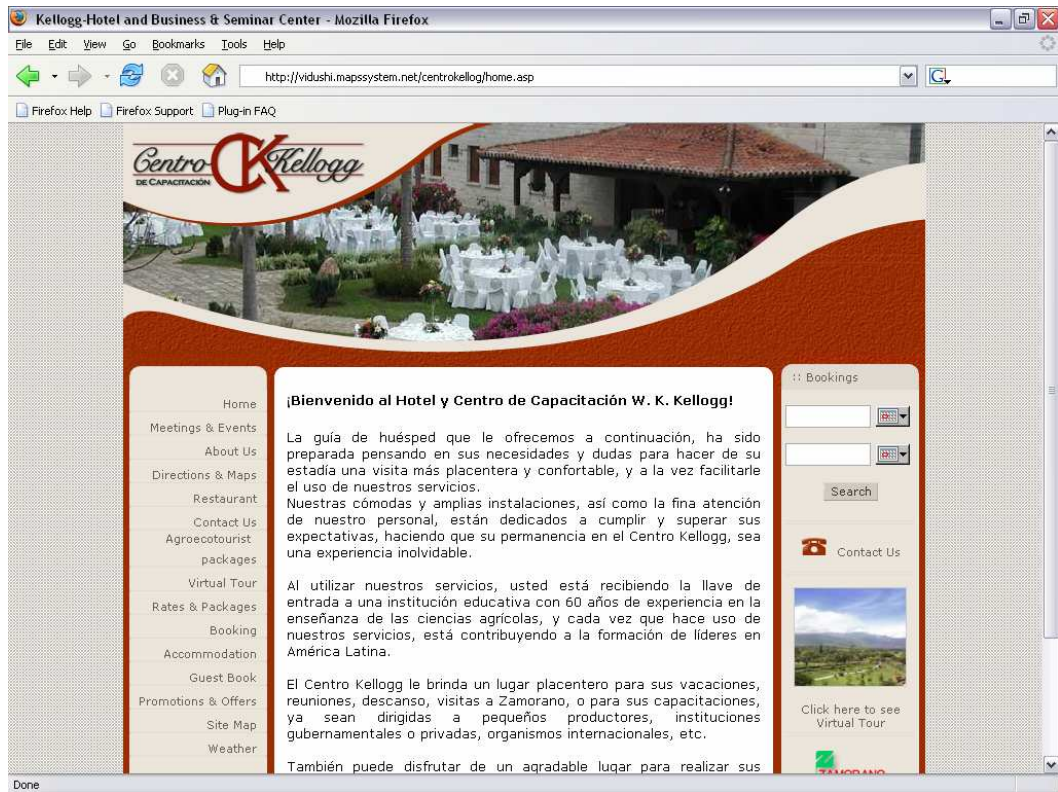 Kellogg-Hotel and Business & Seminar Center - Mozilla Firefox
File Edit View Go Bookmarks Tools Help
http://vidushi.mapssystem.net/centrokellog/home.asp
G
Firefox Help Firefox Support Plug-in FAQ
Centro CK Kellogg
DE CAPACITACIÓN
Home
Meetings & Events
About Us
Directions & Maps
Restaurant
Contact Us
Agroecotourist
packages
Virtual Tour
Rates & Packages
Booking
Accommodation
Guest Book
Promotions & Offers
Site Map
Weather
¡Bienvenido al Hotel y Centro de Capacitación W. K. Kellogg!
La guía de huésped que le ofrecemos a continuación, ha sido
preparada pensando en sus necesidades y dudas para hacer de su
estadía una visita más placentera y confortable, y a la vez facilitarle
el uso de nuestros servicios.
Nuestras cómodas y amplias instalaciones, así como la fina atención
de nuestro personal, están dedicados a cumplir y superar sus
expectativas, haciendo que su permanencia en el Centro Kellogg, sea
una experiencia inolvidable.
Al utilizar nuestros servicios, usted está recibiendo la llave de
entrada a una institución educativa con 60 años de experiencia en la
enseñanza de las ciencias agrícolas, y cada vez que hace uso de
nuestros servicios, está contribuyendo a la formación de líderes en
América Latina.
El Centro Kellogg le brinda un lugar placentero para sus vacaciones,
reuniones, descanso, visitas a Zamorano, o para sus capacitaciones,
ya sean dirigidas a pequeños productores, instituciones
gubernamentales o privadas, organismos internacionales, etc.
También puede disfrutar de un agradable lugar para realizar sus
:: Bookings
Search
Contact Us
Click here to see
Virtual Tour
ZAMORANO
Done